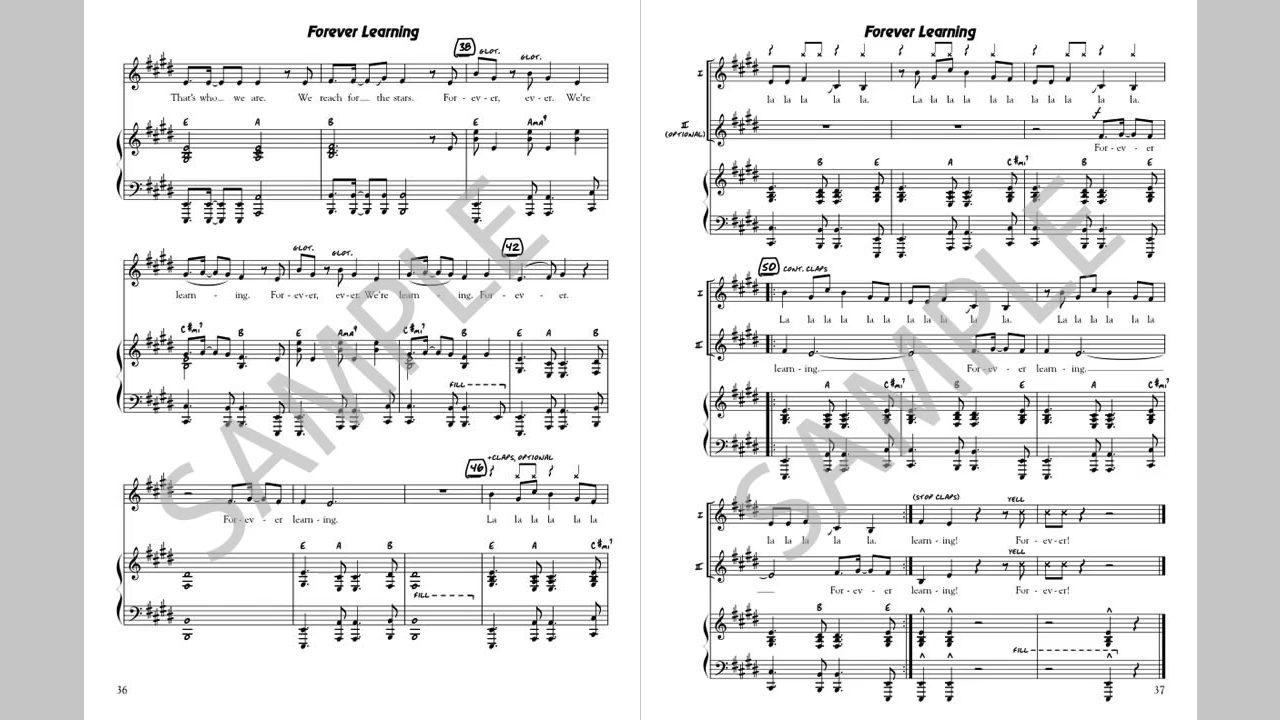 Forever Learning
38 GLOT. GLOT.
That's who we are. We reach for the stars. For - ev - er, ev - er. We're
E A B E Ama9
GLOT. GLOT. 42
learn - ing. For - ev - er, ev - er. We're learn - ing. For - ev - er.
C#mi7 B E Ama9 C#mi7 B E A B
FILL
46 +CLAPS, OPTIONAL
For - ev - er learn - ing. La la la la la la
E A B E A C#mi7
FILL
36
SAMPLE
Forever Learning
I
la la la la la. La la la la la la la la la la la.
II
(OPTIONAL)
f
For - ev - er
B E A C#mi7 B E
50 CONT. CLAPS
I
La la la la la la la la la la la. La la la la la
II
learn - ing. For - ev - er learn - ing.
A C#mi7 B E A C#mi7
(STOP CLAPS) YELL
I
la la la la la. learn - ing! For - ev - er!
YELL
II
For - ev - er learn - ing! For - ev - er!
B E
FILL
37
SAMPLE